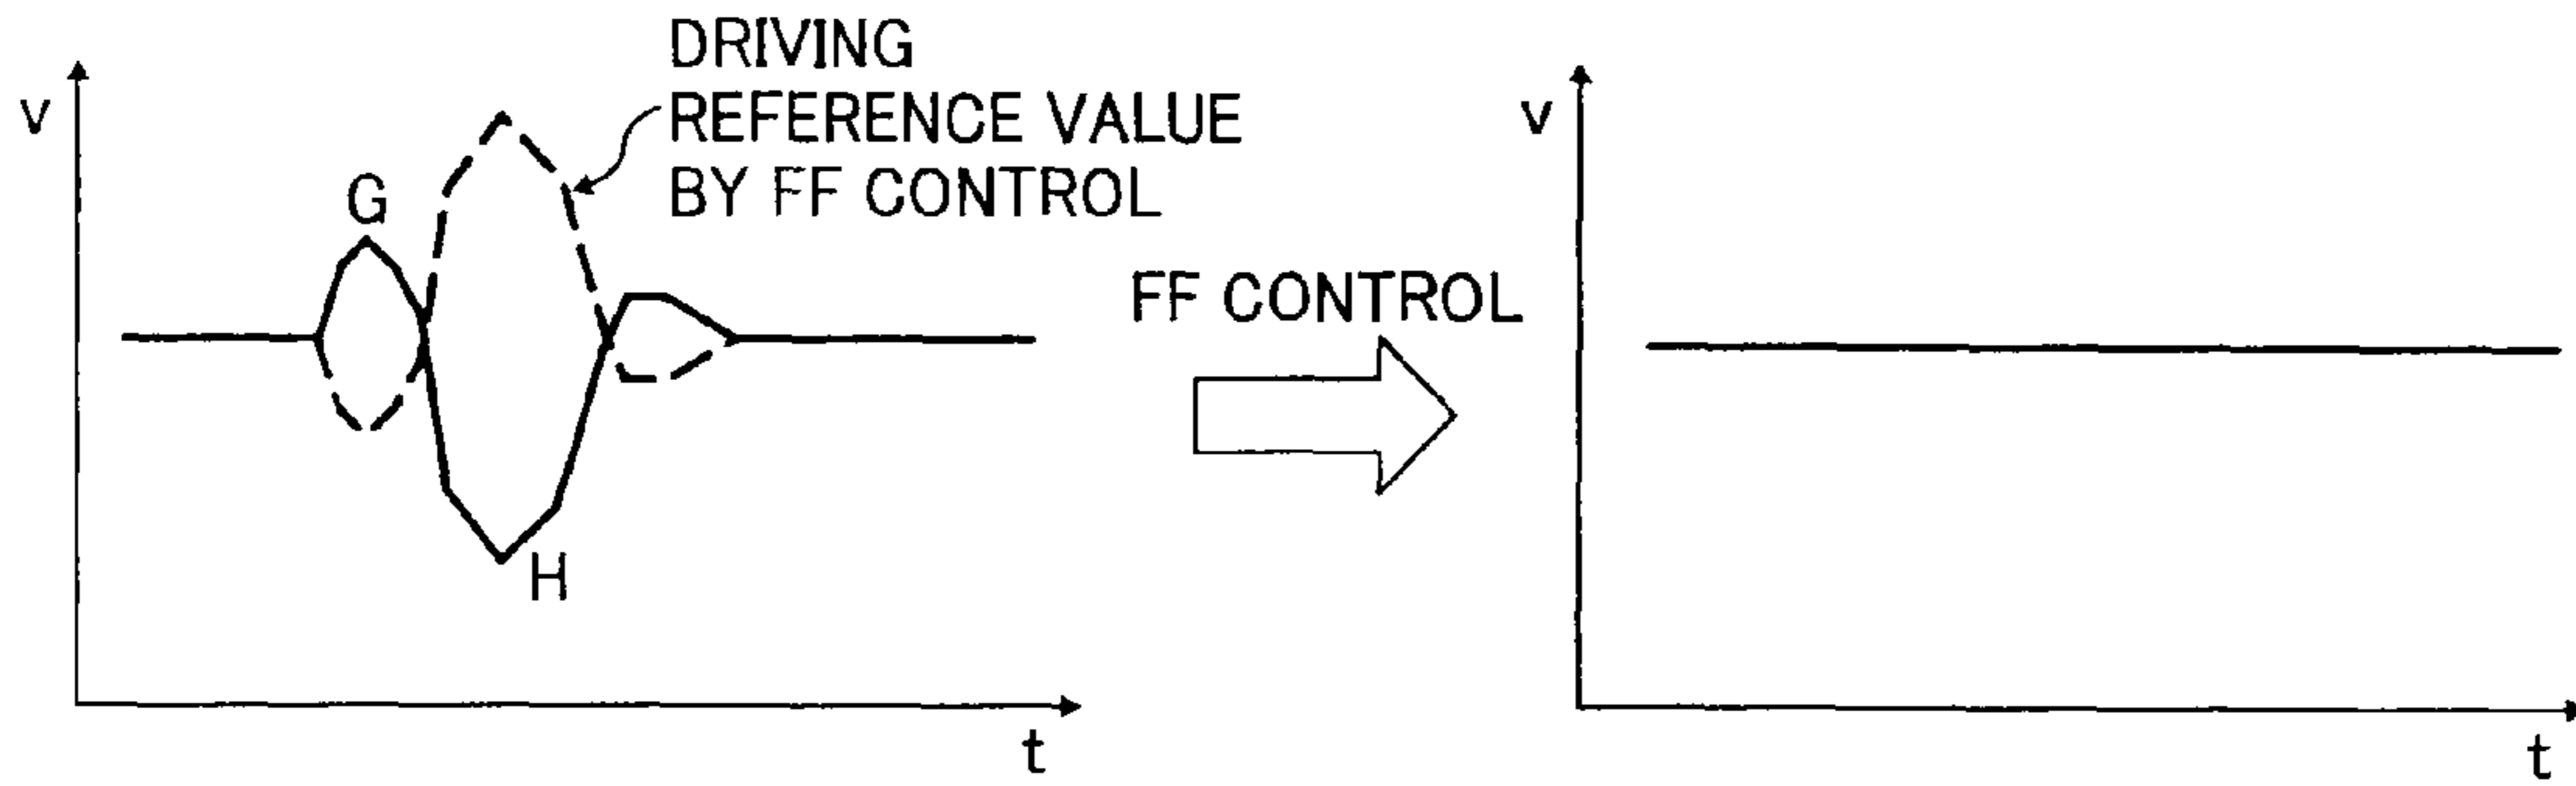 DRIVING
REFERENCE VALUE
BY FF CONTROL
v
G
H
t
FF CONTROL
v
t